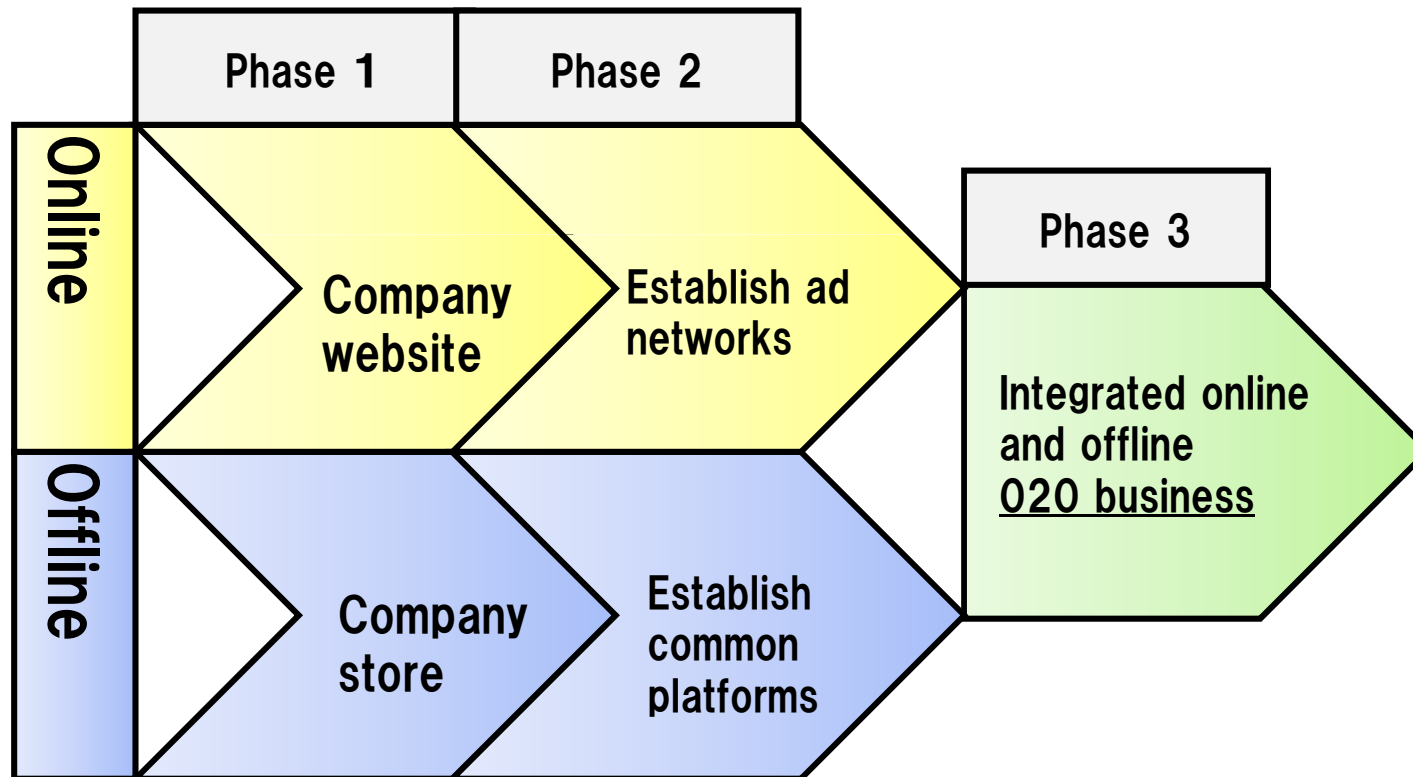 Phase 1
Phase 2
Phase 3
Online
Company
website
Establish ad
networks
Integrated online
and offline
O2O business
Offline
Company
store
Establish
common
platforms